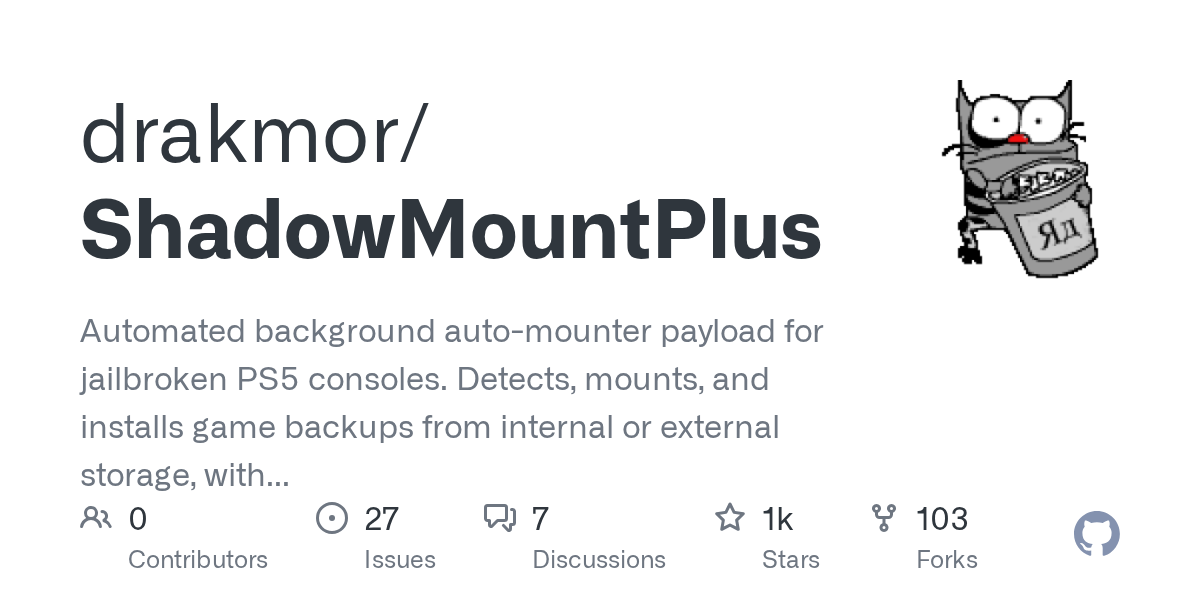 drakmor/
ShadowMountPlus
Яд
Automated background auto-mounter payload for
jailbroken PS5 consoles. Detects, mounts, and
installs game backups from internal or external
storage, with...
0
Contributors
27
Issues
7
Discussions
1k
Stars
103
Forks